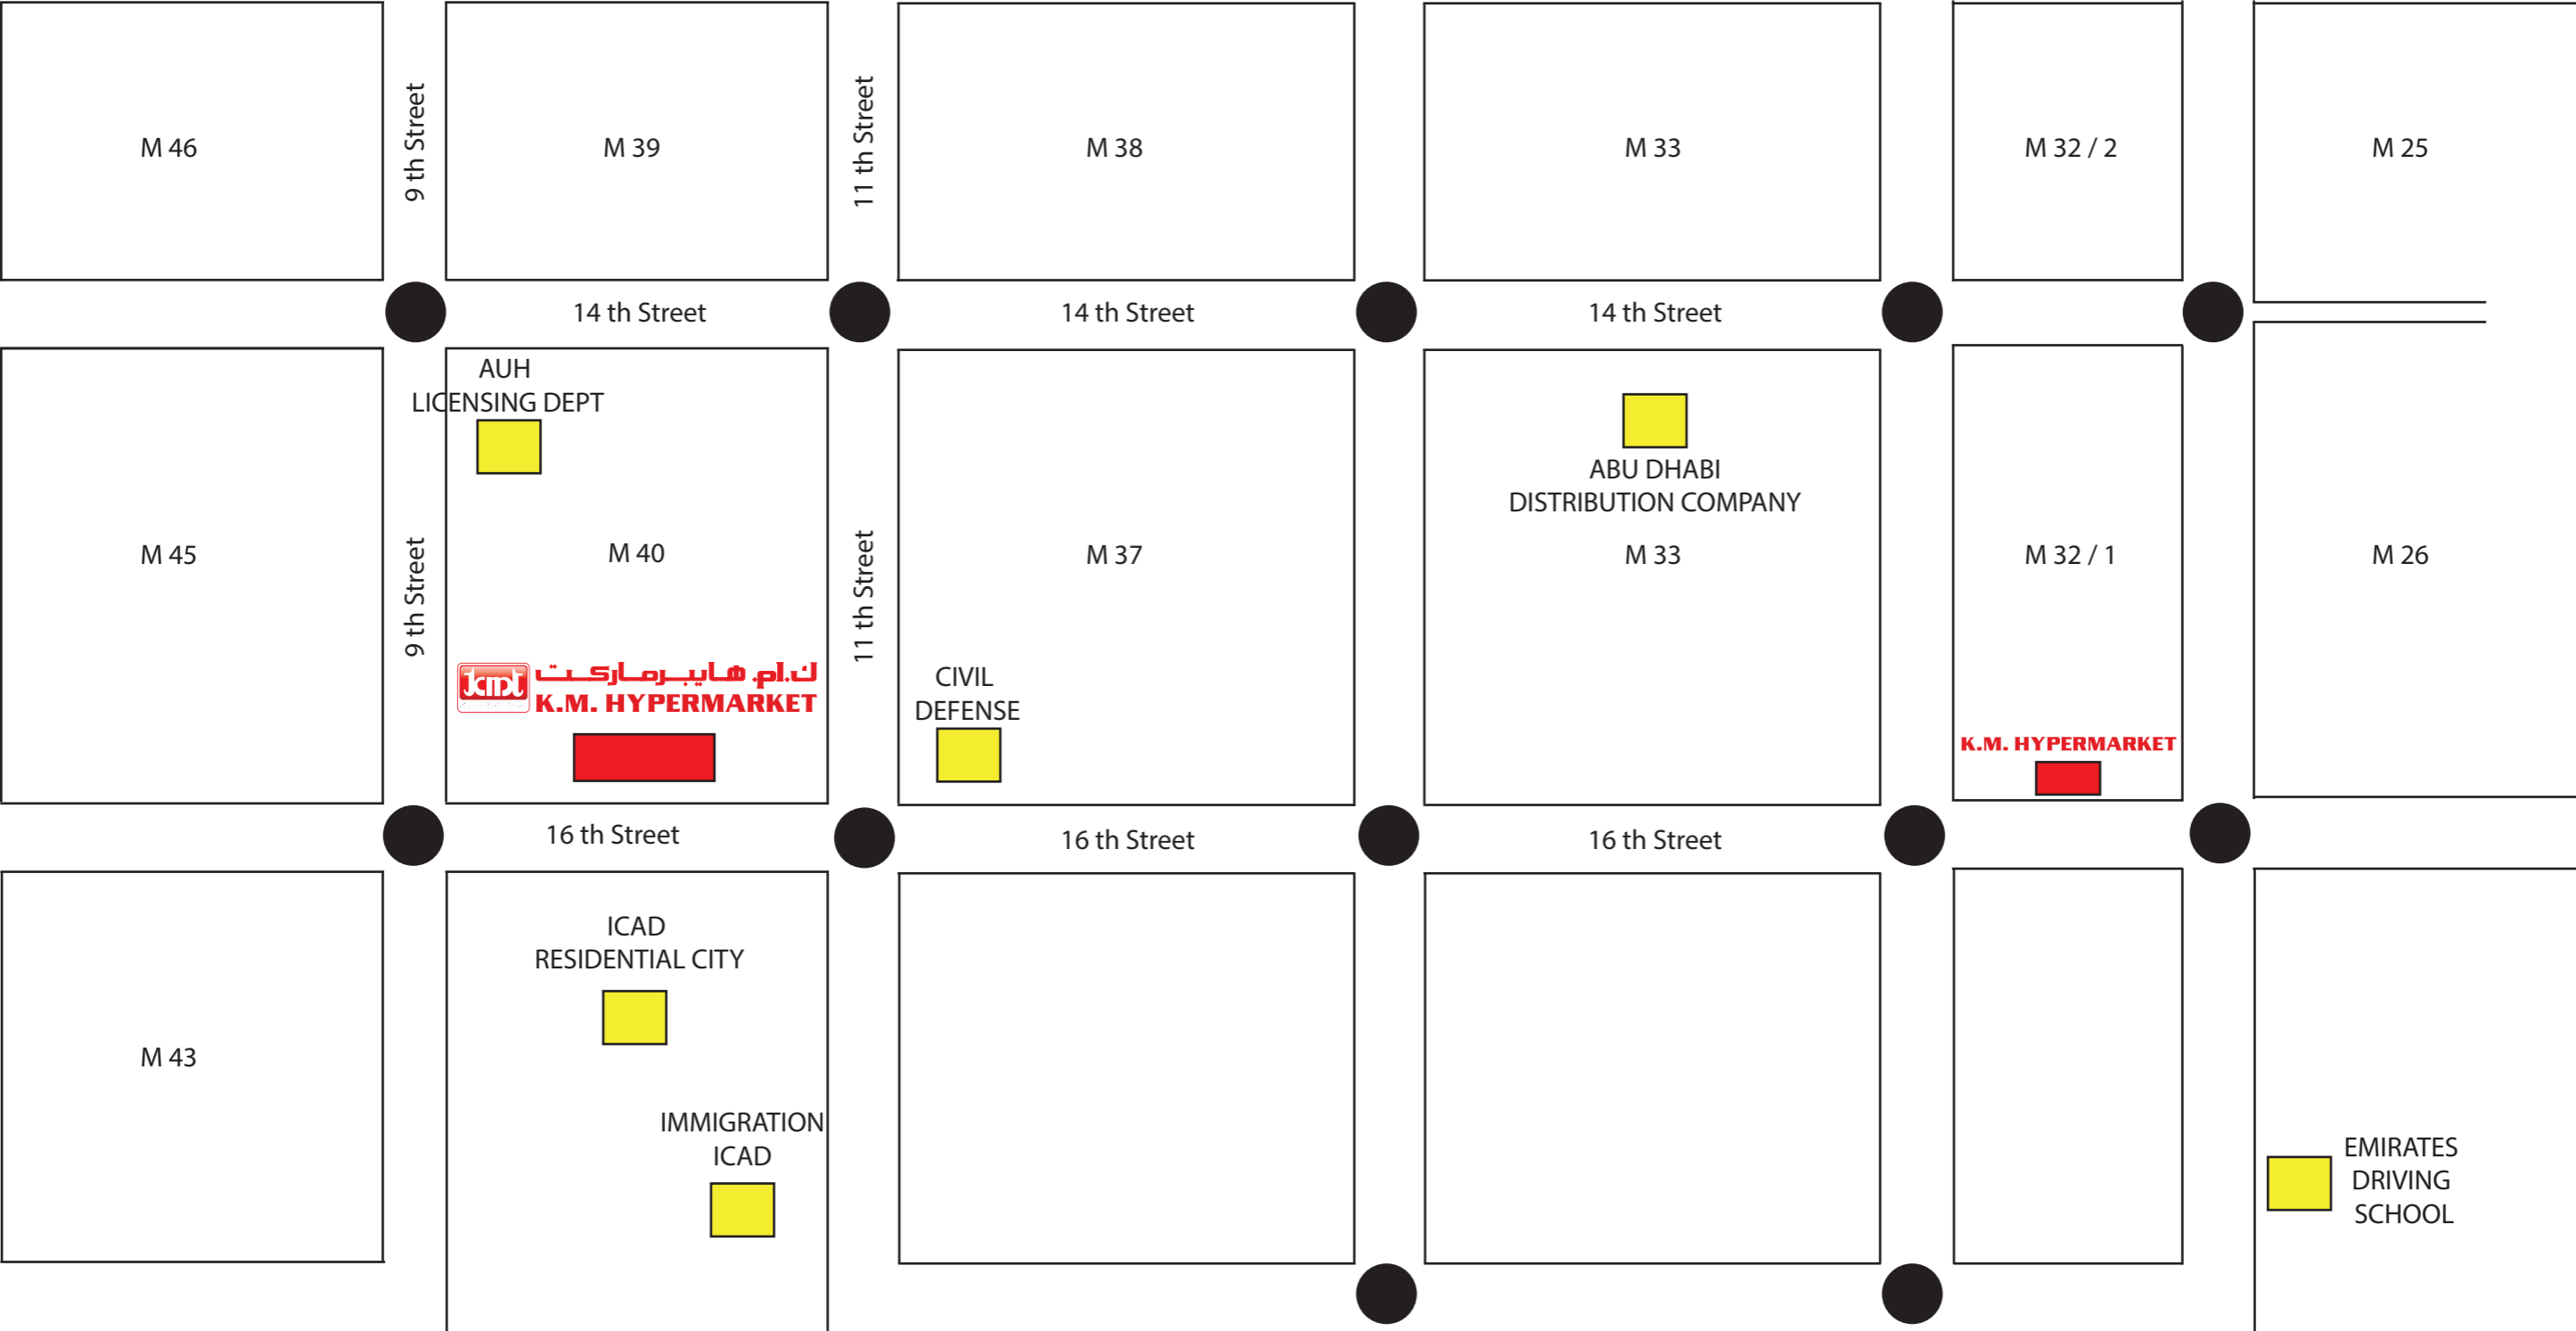 M 46
9 th Street
M 39
11 th Street
M 38
M 33
M 32 / 2
M 25
14 th Street
14 th Street
14 th Street
AUH
LICENSING DEPT
ABU DHABI
DISTRIBUTION COMPANY
M 45
9 th Street
M 40
11 th Street
M 37
M 33
M 32 / 1
M 26
kmt
ك.ام. هايبرماركت
K.M. HYPERMARKET
CIVIL
DEFENSE
K.M. HYPERMARKET
16 th Street
16 th Street
16 th Street
ICAD
RESIDENTIAL CITY
M 43
IMMIGRATION
ICAD
EMIRATES
DRIVING
SCHOOL